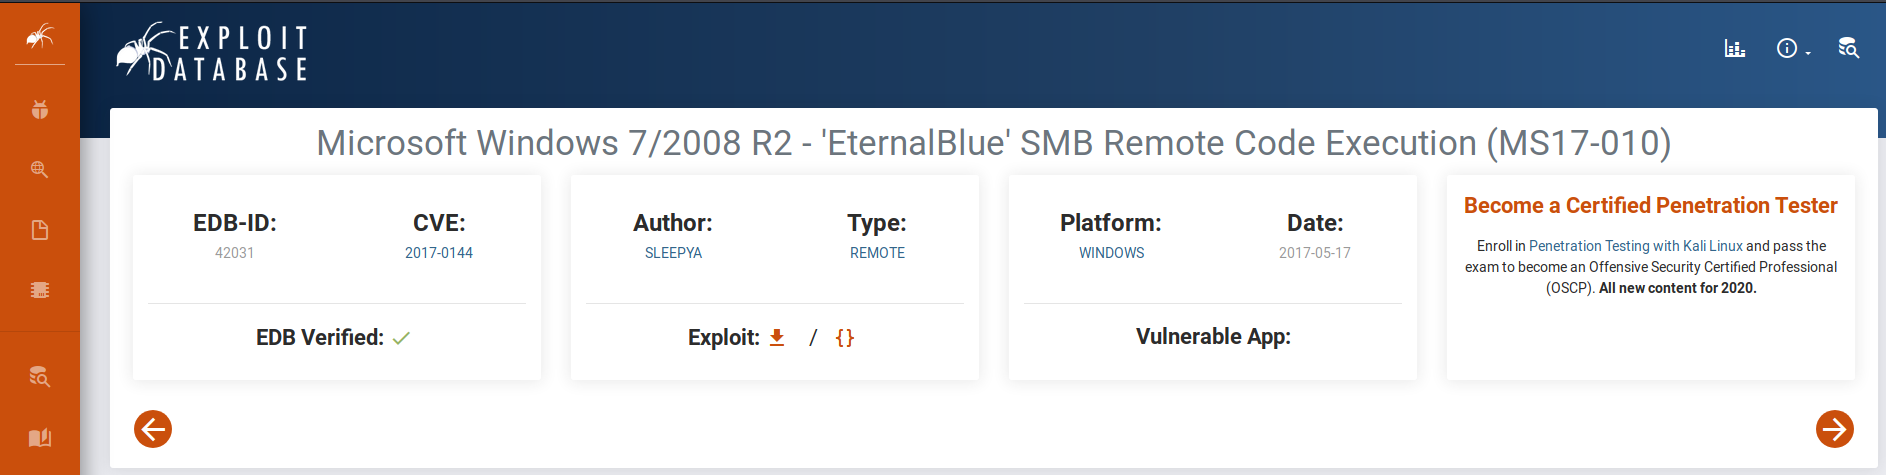 EXPLOIT
DATABASE
Microsoft Windows 7/2008 R2 - 'EternalBlue' SMB Remote Code Execution (MS17-010)
EDB-ID:
42031
CVE:
2017-0144
EDB Verified:
Author:
SLEEPYA
Type:
REMOTE
Exploit: / {}
Platform:
WINDOWS
Date:
2017-05-17
Vulnerable App:
Become a Certified Penetration Tester
Enroll in Penetration Testing with Kali Linux and pass the
exam to become an Offensive Security Certified Professional
(OSCP). All new content for 2020.